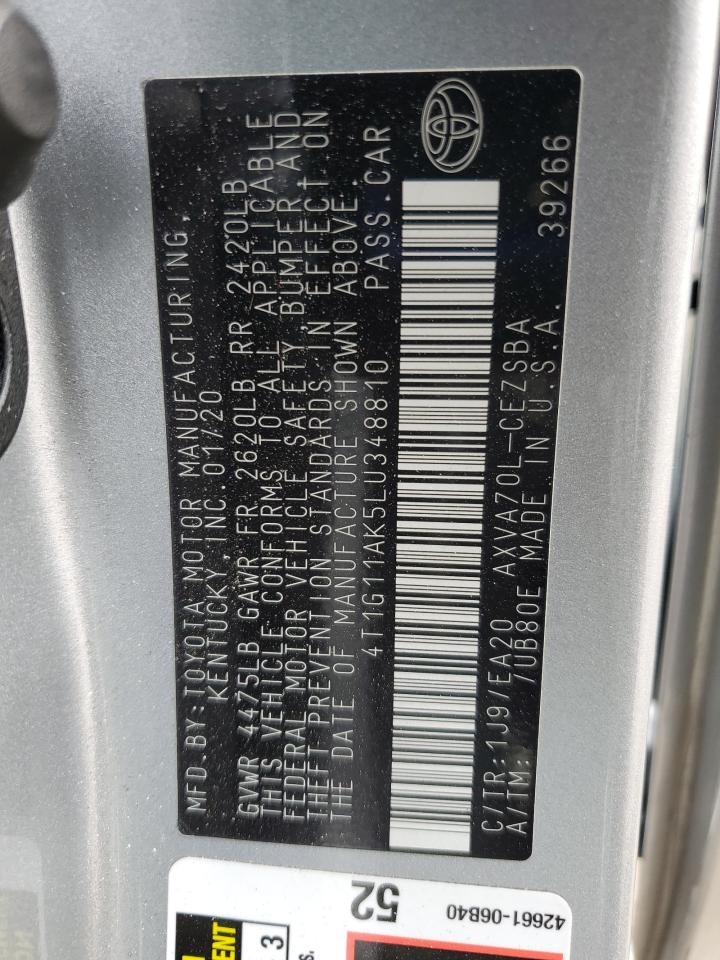 MFD.BY:TOYOTA MOTOR MANUFACTURING,
KENTUCKY,INC.01/20
GVWR 4475LB GAWR FR 2620LB RR 2420LB
THIS VEHICLE CONFORMS TO ALL APPLICABLE
FEDERAL MOTOR VEHICLE SAFETY,BUMPER,AND
THEFT PREVENTION STANDARDS IN EFFECT ON
THE DATE OF MANUFACTURE SHOWN ABOVE.
4T1G11AK5LU348810 PASS.CAR
C/TR:1J9/EA20 AXVA70L-CEZSBA
A/TM: /UB80E MADE IN U.S.A. 39266
52
42661-06B40
3